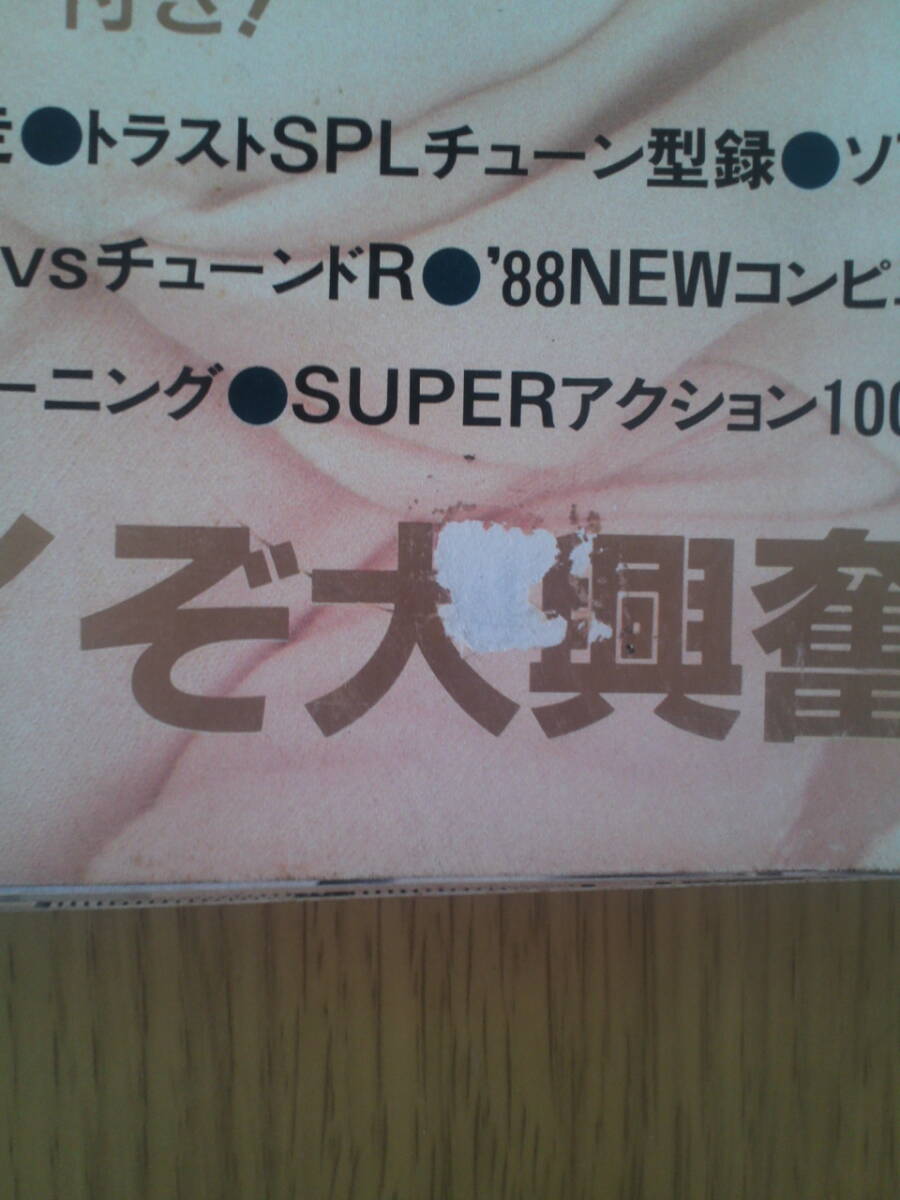 付き!
●トラストSPLチューン型録●ソ
vsチューンドR●'88NEWコンピュ
ーニング●SUPERアクション100
ぞ大興奮